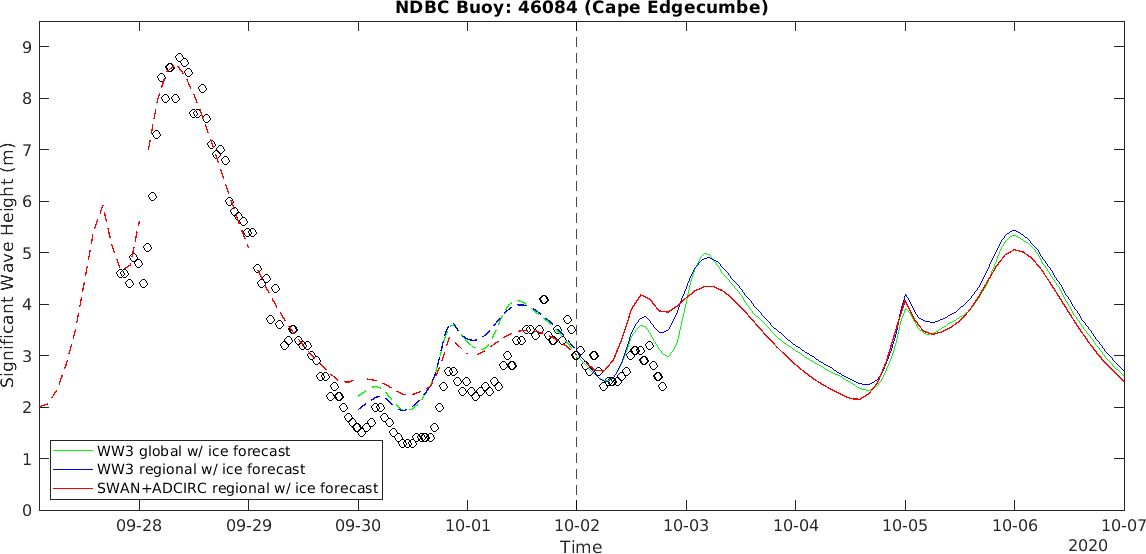 NDBC Buoy: 46084 (Cape Edgecumbe)
Significant Wave Height (m)
9
8
7
6
5
4
3
2
1
0
WW3 global w/ ice forecast
WW3 regional w/ ice forecast
SWAN+ADCIRC regional w/ ice forecast
09-28 09-29 09-30 10-01 10-02 10-03 10-04 10-05 10-06 10-07
Time
2020